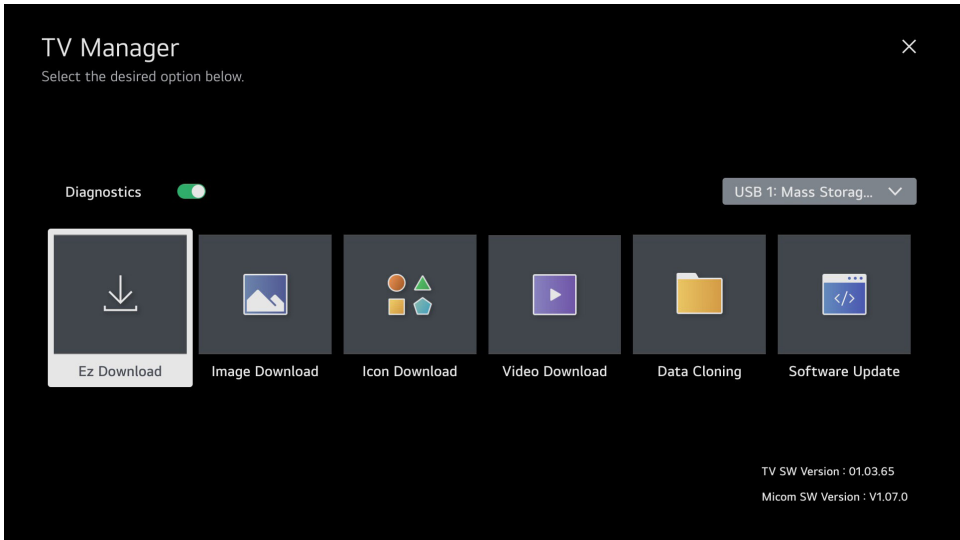 TV Manager
Select the desired option below.
Diagnostics
USB 1: Mass Storag...
</>
Ez Download
Image Download
Icon Download
Video Download
Data Cloning
Software Update
TV SW Version : 01.03.65
Micom SW Version : V1.07.0